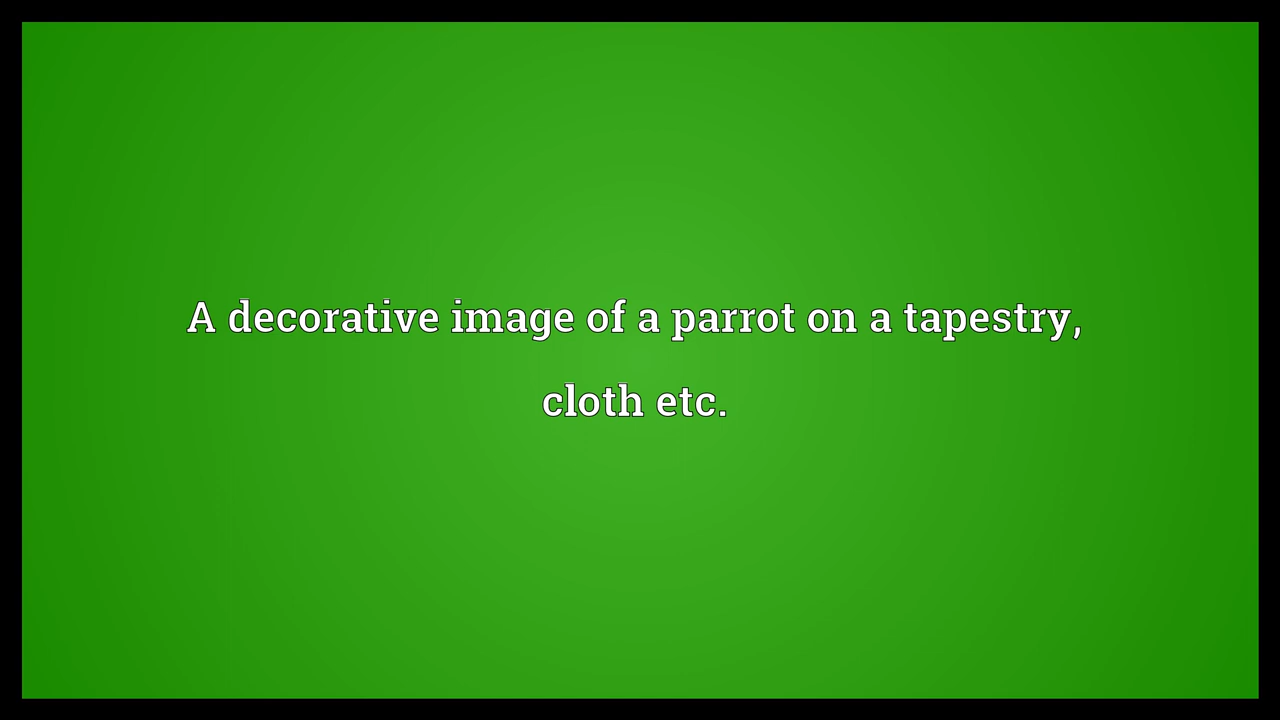 A decorative image of a parrot on a tapestry,
cloth etc.